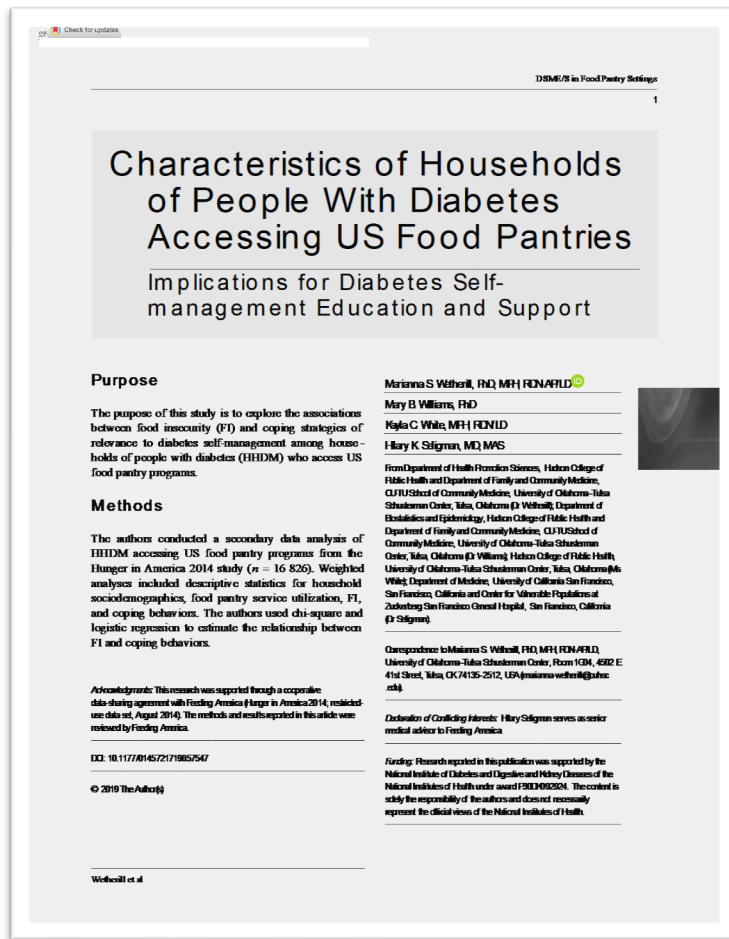 Check for updates
DSME/S in Food Pantry Settings
1
Characteristics of Households
of People With Diabetes
Accessing US Food Pantries
Implications for Diabetes Self-
management Education and Support
Purpose
The purpose of this study is to explore the associations
between food insecurity (FI) and coping strategies of
relevance to diabetes self-management among house-
holds of people with diabetes (HHDM) who access US
food pantry programs.
Methods
The authors conducted a secondary data analysis of
HHDM accessing US food pantry programs from the
Hunger in America 2014 study (n = 16 826). Weighted
analyses included descriptive statistics for household
sociodemographics, food pantry service utilization, FI,
and coping behaviors. The authors used chi-square and
logistic regression to estimate the relationship between
FI and coping behaviors.
Acknowledgments: This research was supported through a cooperative
data-sharing agreement with Feeding America (Hunger in America 2014; restricted-
use data set, August 2014). The methods and results reported in this article were
reviewed by Feeding America.
DOI: 10.1177/0145721719857547
© 2019 The Author(s)
Marianna S. Wetherill, PhD, MPH, RDN-AP/LD
iD
Mary B. Williams, PhD
Kayla C. White, MPH, RDN/LD
Hilary K. Seligman, MD, MAS
From Department of Health Promotion Sciences, Hudson College of
Public Health and Department of Family and Community Medicine,
OU-TU School of Community Medicine, University of Oklahoma–Tulsa
Schusterman Center, Tulsa, Oklahoma (Dr Wetherill); Department of
Biostatistics and Epidemiology, Hudson College of Public Health and
Department of Family and Community Medicine, OU-TU School of
Community Medicine, University of Oklahoma–Tulsa Schusterman
Center, Tulsa, Oklahoma (Dr Williams); Hudson College of Public Health,
University of Oklahoma–Tulsa Schusterman Center, Tulsa, Oklahoma (Ms
White); Department of Medicine, University of California San Francisco,
San Francisco, California and Center for Vulnerable Populations at
Zuckerberg San Francisco General Hospital, San Francisco, California
(Dr Seligman).
Correspondence to Marianna S. Wetherill, PhD, MPH, RDN-AP/LD,
University of Oklahoma–Tulsa Schusterman Center, Room 1G04, 4502 E
41st Street, Tulsa, OK 74135-2512, USA (marianna-wetherill@ouhsc
.edu).
Declaration of Conflicting Interests: Hilary Seligman serves as senior
medical advisor to Feeding America.
Funding: Research reported in this publication was supported by the
National Institute of Diabetes and Digestive and Kidney Diseases of the
National Institutes of Health under award P30DK092924. The content is
solely the responsibility of the authors and does not necessarily
represent the official views of the National Institutes of Health.
Wetherill et al